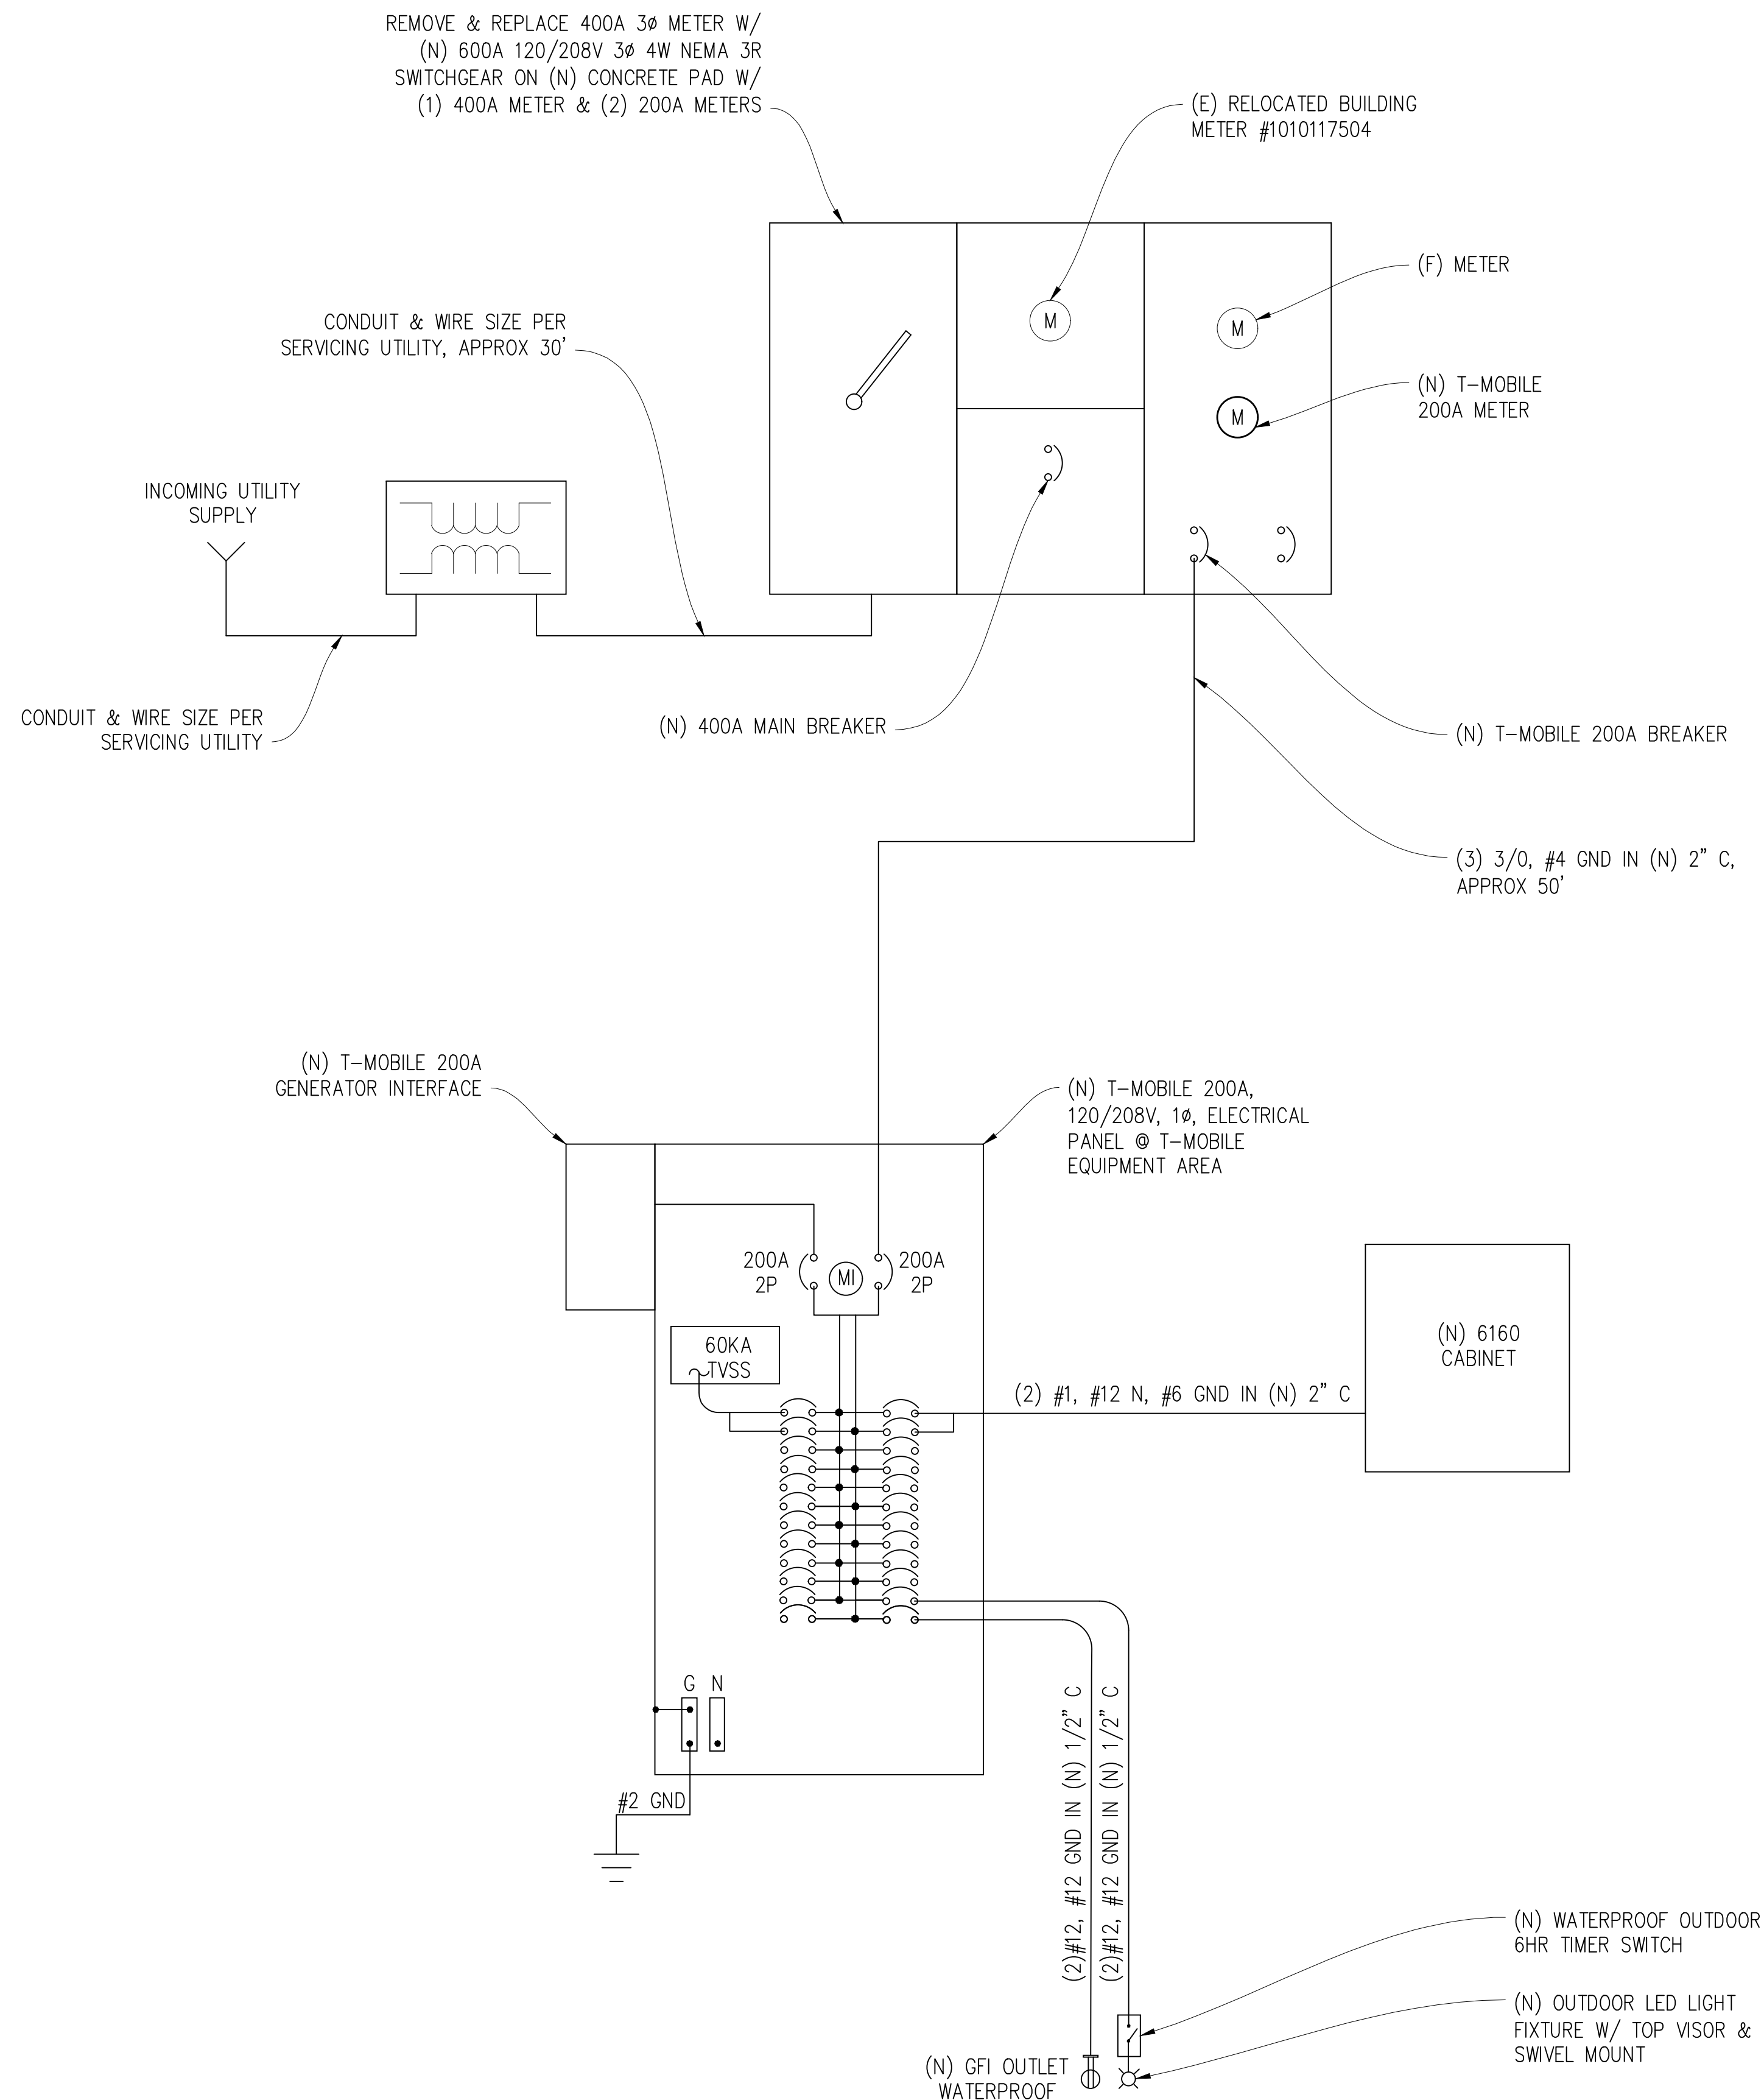 REMOVE & REPLACE 400A 3ø METER W/
(N) 600A 120/208V 3ø 4W NEMA 3R
SWITCHGEAR ON (N) CONCRETE PAD W/
(1) 400A METER & (2) 200A METERS
(E) RELOCATED BUILDING
METER #1010117504
(F) METER
(N) T-MOBILE
200A METER
M
M
M
CONDUIT & WIRE SIZE PER
SERVICING UTILITY, APPROX 30'
INCOMING UTILITY
SUPPLY
CONDUIT & WIRE SIZE PER
SERVICING UTILITY
(N) 400A MAIN BREAKER
(N) T-MOBILE 200A BREAKER
(3) 3/0, #4 GND IN (N) 2" C,
APPROX 50'
(N) T-MOBILE 200A
GENERATOR INTERFACE
(N) T-MOBILE 200A,
120/208V, 1ø, ELECTRICAL
PANEL @ T-MOBILE
EQUIPMENT AREA
200A
2P
MI
200A
2P
60KA
TVSS
(N) 6160
CABINET
(2) #1, #12 N, #6 GND IN (N) 2" C
G N
#2 GND
(2)#12, #12 GND IN (N) 1/2" C
(2)#12, #12 GND IN (N) 1/2" C
(N) WATERPROOF OUTDOOR
6HR TIMER SWITCH
(N) OUTDOOR LED LIGHT
FIXTURE W/ TOP VISOR &
SWIVEL MOUNT
(N) GFI OUTLET
WATERPROOF